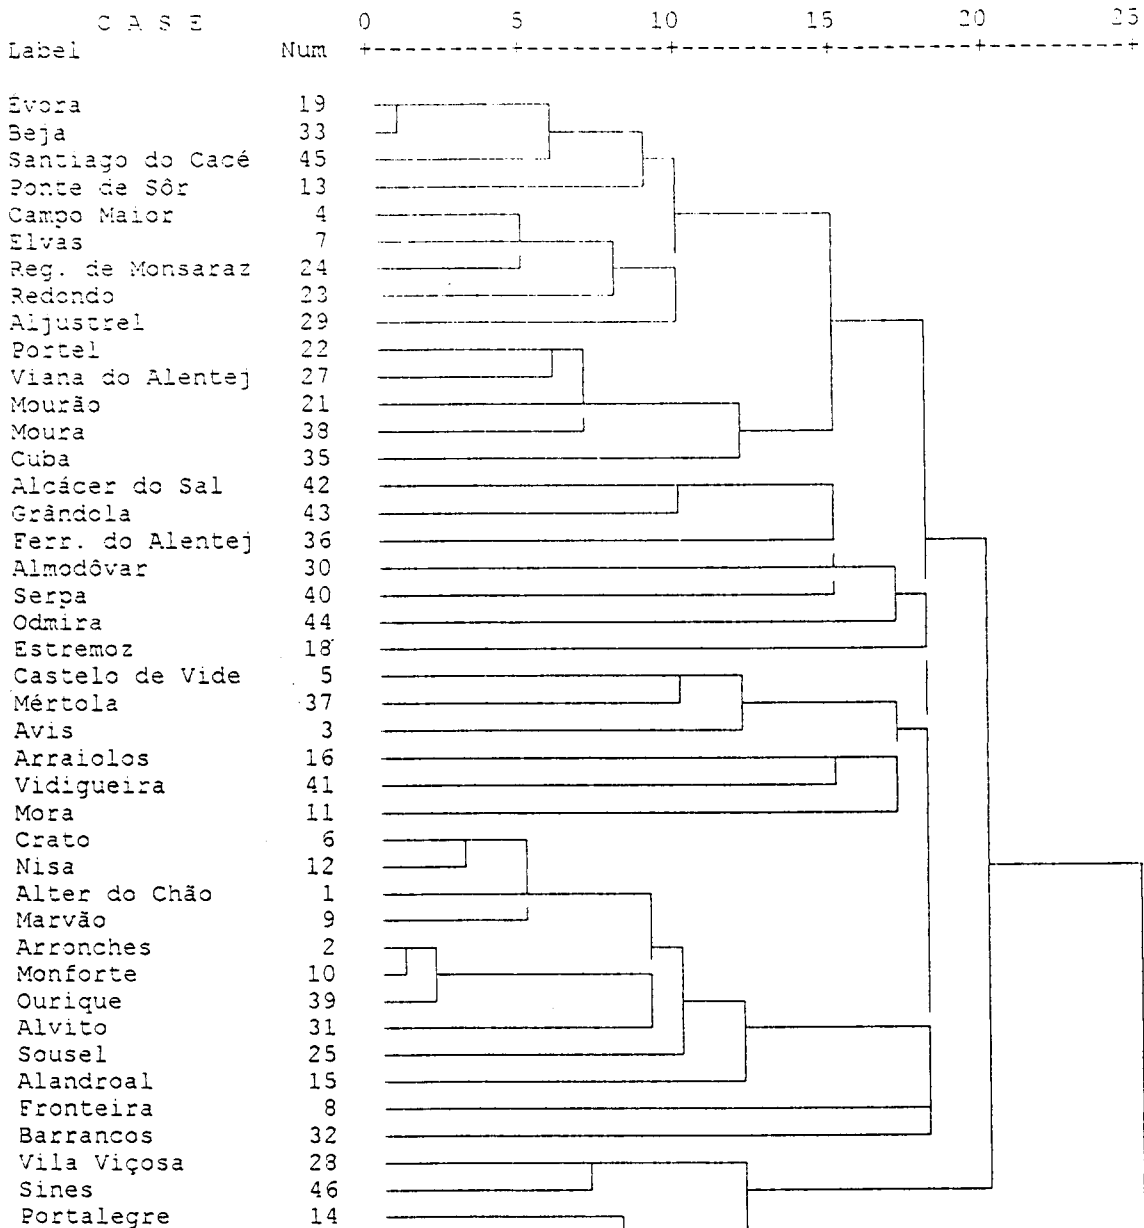 C A S E 0 5 10 15 20 25
Label Num
Évora 19
Beja 33
Santiago do Cacé 45
Ponte de Sôr 13
Campo Maior 4
Elvas 7
Reg. de Monsaraz 24
Redondo 23
Aljustrel 29
Portel 22
Viana do Alentej 27
Mourão 21
Moura 38
Cuba 35
Alcácer do Sal 42
Grândola 43
Ferr. do Alentej 36
Almodôvar 30
Serpa 40
Odmira 44
Estremoz 18
Castelo de Vide 5
Mértola 37
Avis 3
Arraiolos 16
Vidigueira 41
Mora 11
Crato 6
Nisa 12
Alter do Chão 1
Marvão 9
Arronches 2
Monforte 10
Ourique 39
Alvito 31
Sousel 25
Alandroal 15
Fronteira 8
Barrancos 32
Vila Viçosa 28
Sines 46
Portalegre 14